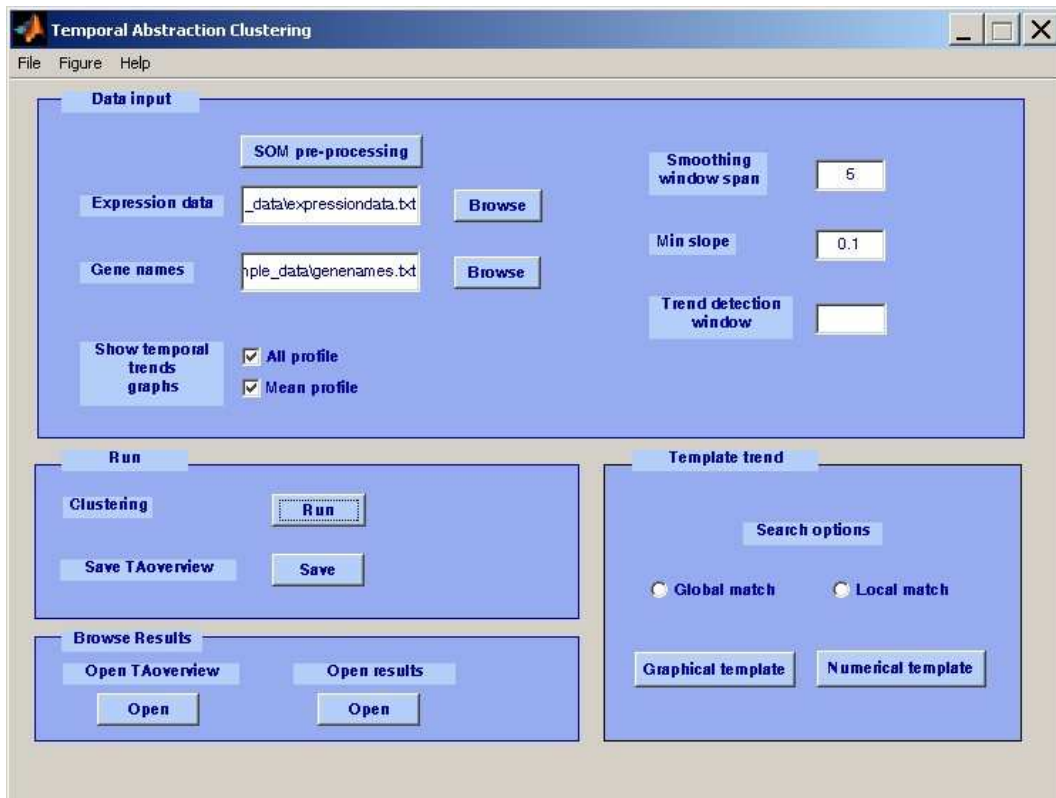 Temporal Abstraction Clustering
File Figure Help
Data input
SOM pre-processing
Expression data
_data\expressiondata.txt
Browse
Gene names
nple_data\genenames.txt
Browse
Show temporal
trends
graphs
All profile
Mean profile
Smoothing
window span
5
Min slope
0.1
Trend detection
window
Run
Clustering
Run
Save TAoverview
Save
Browse Results
Open TAoverview
Open results
Open
Open
Template trend
Search options
Global match
Local match
Graphical template
Numerical template